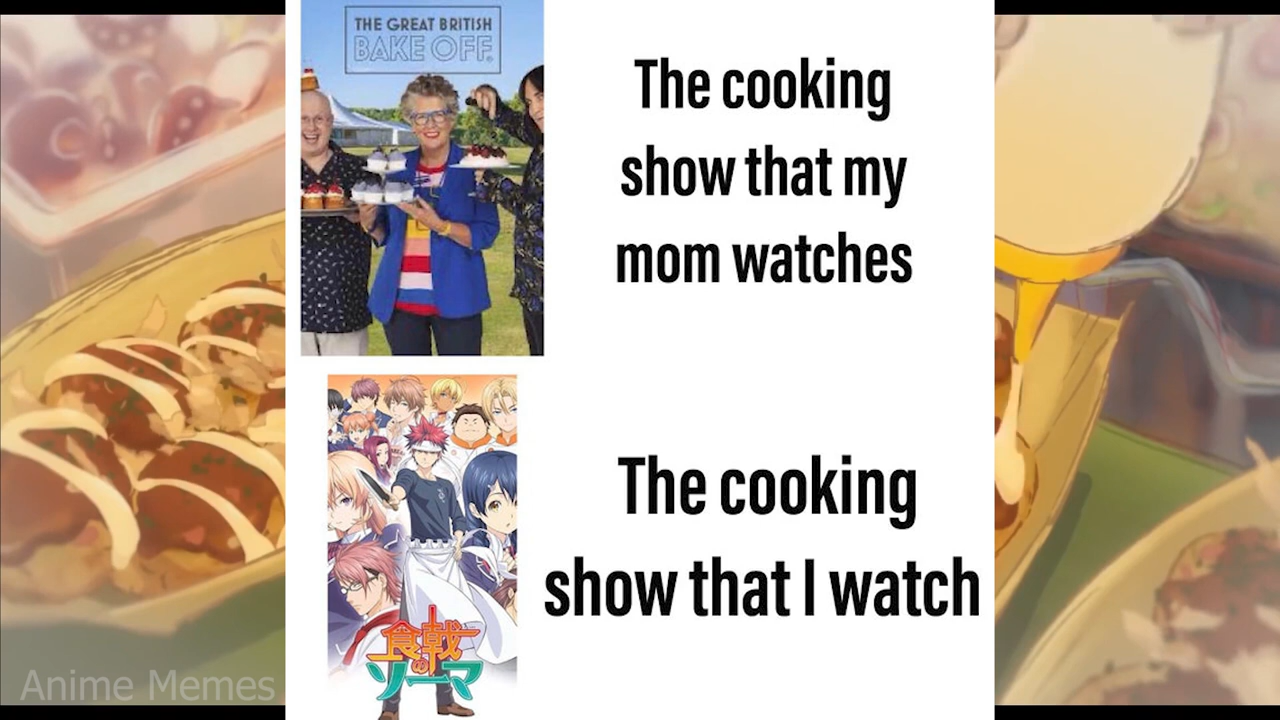 THE GREAT BRITISH
BAKE OFF
The cooking
show that my
mom watches
The cooking
show that I watch
食戟
の
ソーマ
Anime Memes